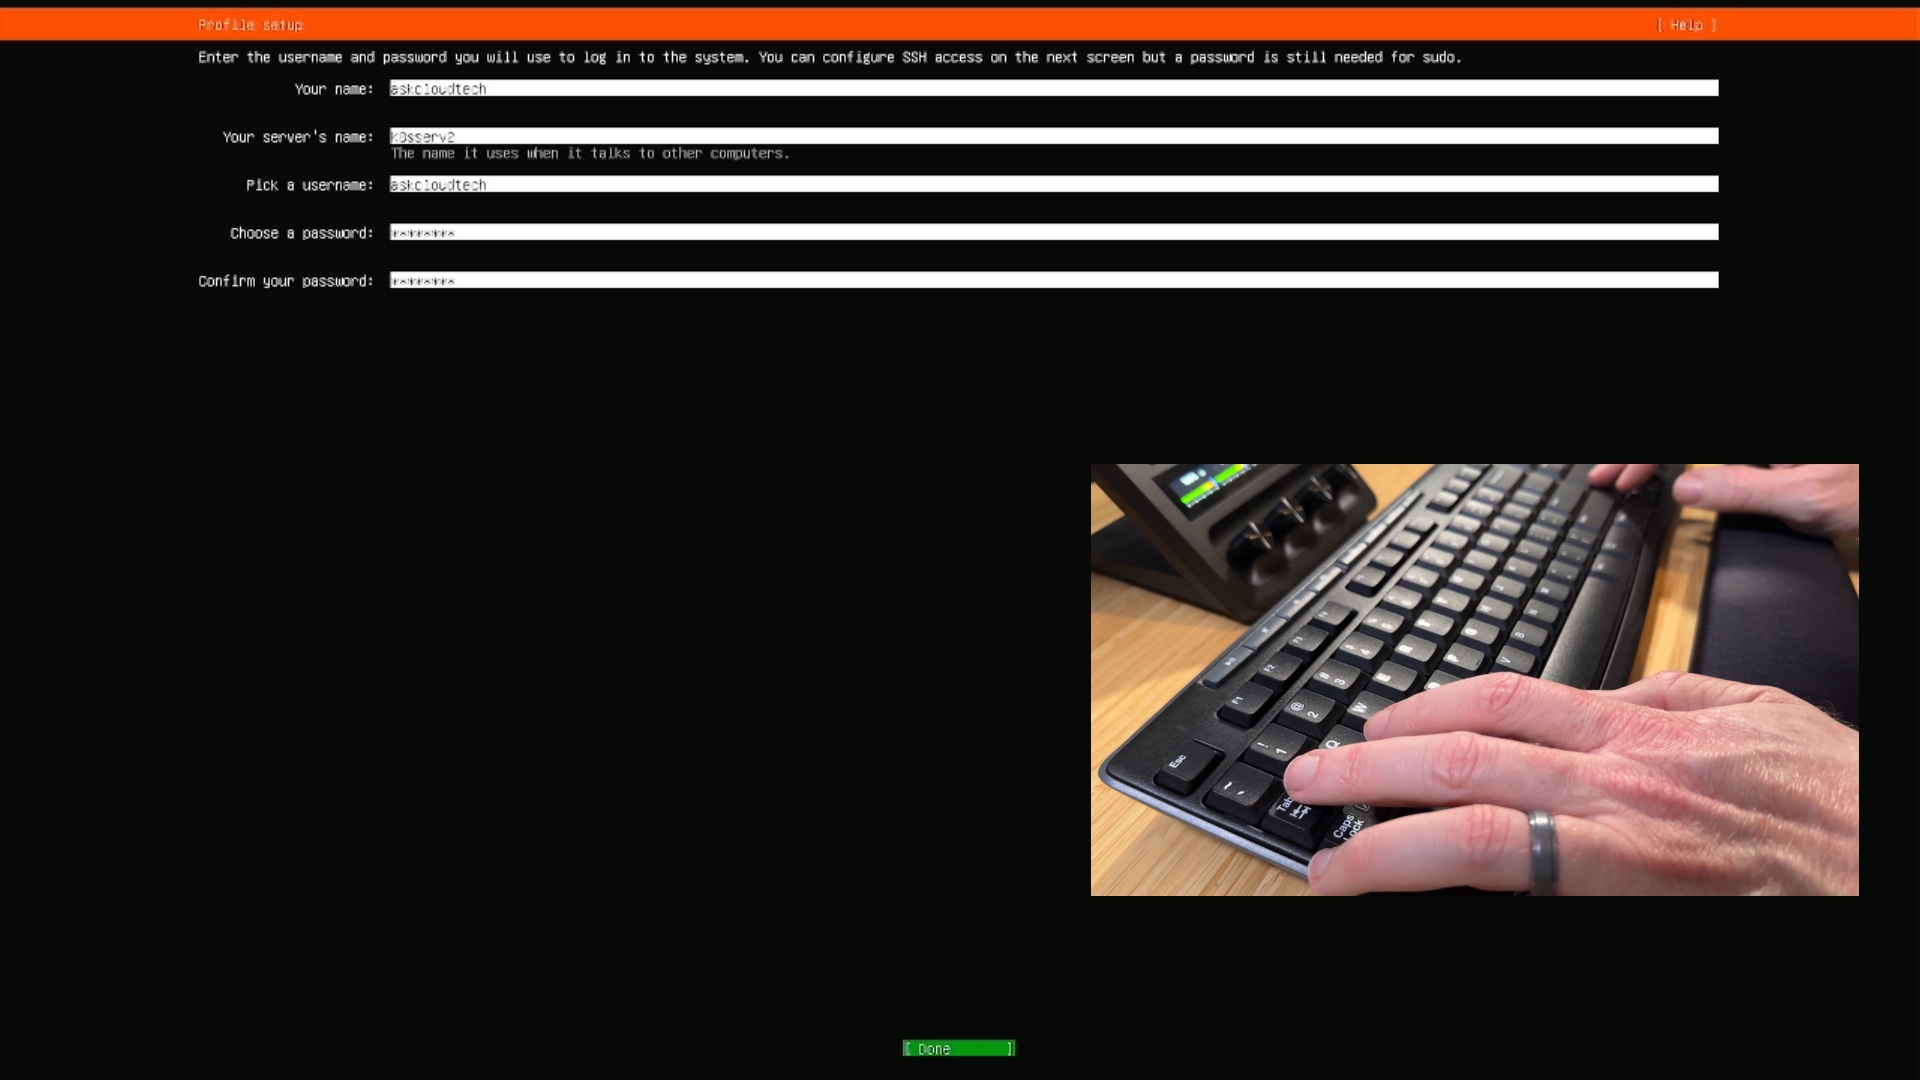 Profile setup [ Help ]
Enter the username and password you will use to log in to the system. You can configure SSH access on the next screen but a password is still needed for sudo.
Your name: askcloudtech
Your server's name: k8sserv2
The name it uses when it talks to other computers.
Pick a username: askcloudtech
Choose a password: ********
Confirm your password: ********
F4
F3
F2
F1
# 3
@ 2
! 1
W
Q
Esc
~
Tab
Caps Lock
V
B
[ Done ]